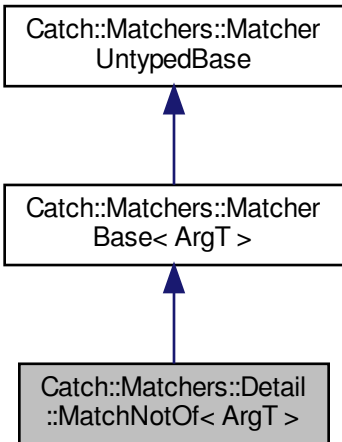 Catch::Matchers::Matcher
UntypedBase
Catch::Matchers::Matcher
Base< ArgT >
Catch::Matchers::Detail
::MatchNotOf< ArgT >